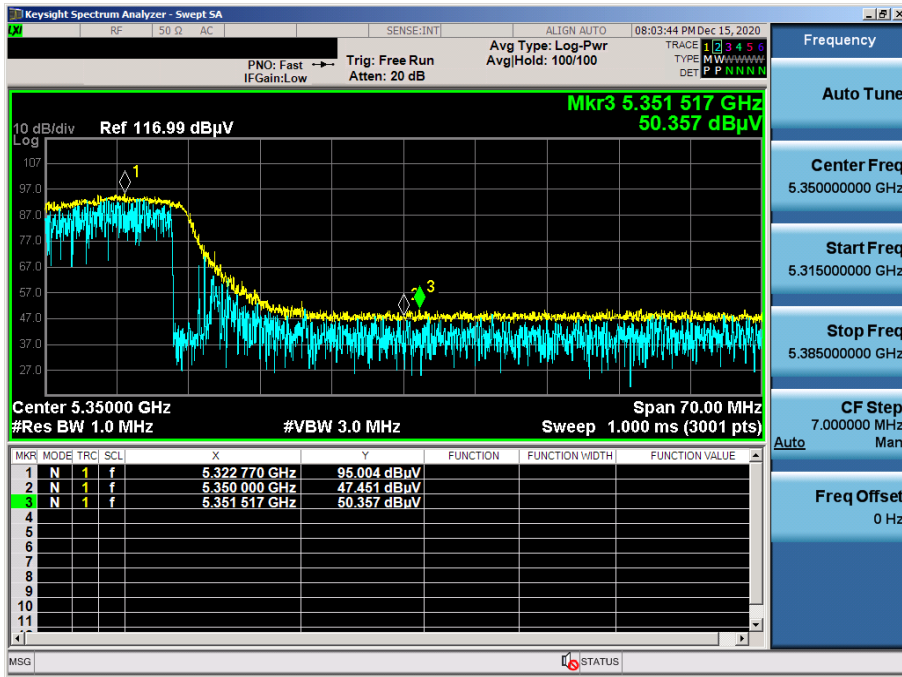 Keysight Spectrum Analyzer - Swept SA
LXI RF 50 Ω AC SENSE:INT ALIGN AUTO 08:03:44 PM Dec 15, 2020
PNO: Fast Trig: Free Run Avg Type: Log-Pwr TRACE 1 2 3 4 5 6
IFGain:Low Atten: 20 dB Avg|Hold: 100/100 TYPE M WWWWW
DET P P N N N N
Mkr3 5.351 517 GHz
50.357 dBµV
10 dB/div Ref 116.99 dBµV
Log
107
97.0
87.0
77.0
67.0
57.0
47.0
37.0
27.0
1
2
3
Center 5.35000 GHz Span 70.00 MHz
#Res BW 1.0 MHz #VBW 3.0 MHz Sweep 1.000 ms (3001 pts)
MKR MODE TRC SCL X Y FUNCTION FUNCTION WIDTH FUNCTION VALUE
1 N 1 f 5.322 770 GHz 95.004 dBµV
2 N 1 f 5.350 000 GHz 47.451 dBµV
3 N 1 f 5.351 517 GHz 50.357 dBµV
4
5
6
7
8
9
10
11
MSG STATUS
Frequency
Auto Tune
Center Freq
5.350000000 GHz
Start Freq
5.315000000 GHz
Stop Freq
5.385000000 GHz
CF Step
7.000000 MHz
Auto Man
Freq Offset
0 Hz